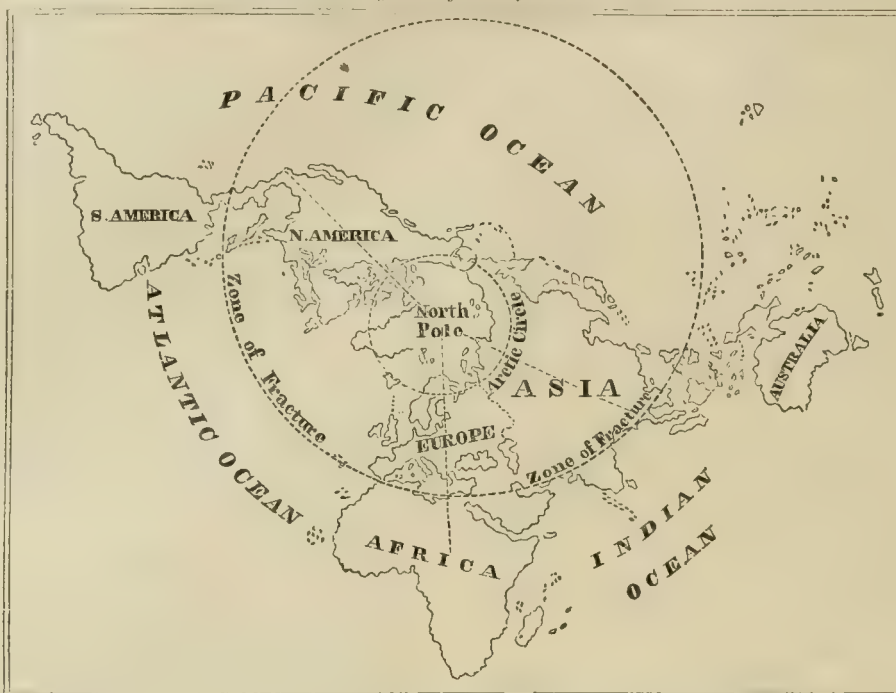 PACIFIC OCEAN
S. AMERICA
N. AMERICA
North
Pole
Arctic Circle
ATLANTIC OCEAN
Zone of Fracture
ASIA
EUROPE
Zone of Fracture
AUSTRALIA
AFRICA
INDIAN
OCEAN